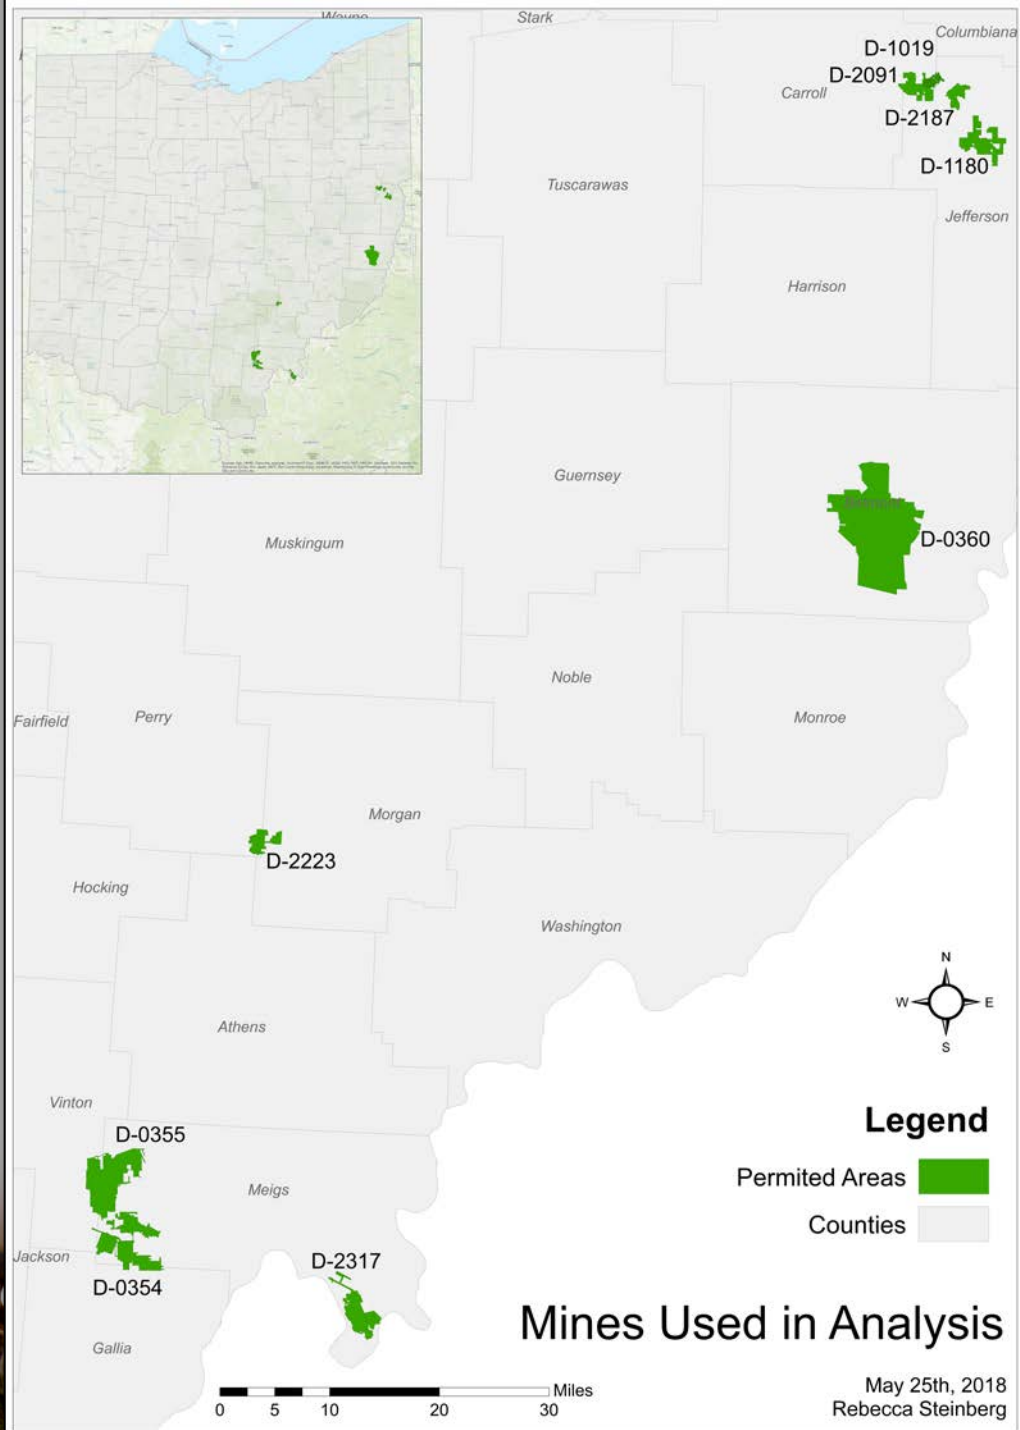 Wayne
Stark
Columbiana
D-1019
D-2091
Carroll
D-2187
D-1180
Tuscarawas
Jefferson
Harrison
Guernsey
D-0360
Muskingum
Noble
Fairfield
Perry
Monroe
Morgan
D-2223
Hocking
Washington
N
W
E
S
Athens
Vinton
Legend
D-0355
Permited Areas
Meigs
Counties
Jackson
D-2317
D-0354
Mines Used in Analysis
Gallia
Miles
0 5 10 20 30
May 25th, 2018
Rebecca Steinberg